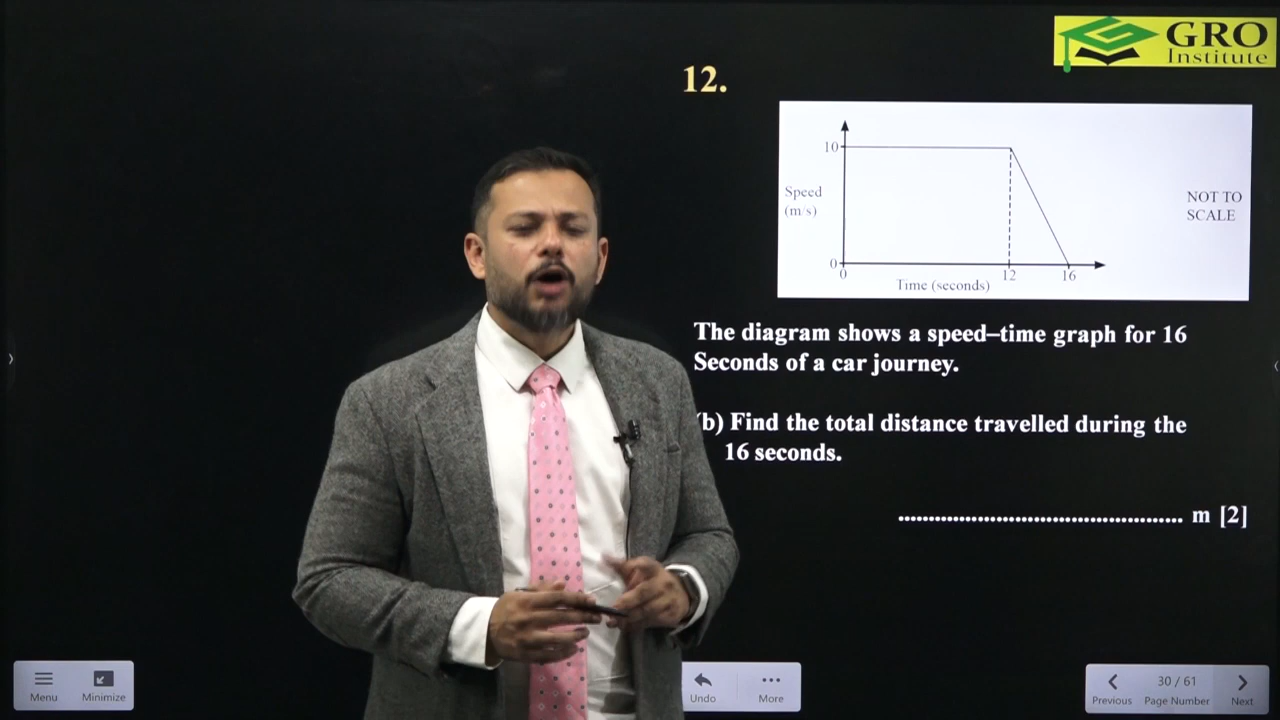 GRO
Institute
12.
10
Speed
(m/s)
NOT TO
SCALE
0
0
12
16
Time (seconds)
The diagram shows a speed–time graph for 16
Seconds of a car journey.
(b) Find the total distance travelled during the
16 seconds.
................................................ m [2]
Menu
Minimize
Undo
More
Previous
30 / 61
Page Number
Next